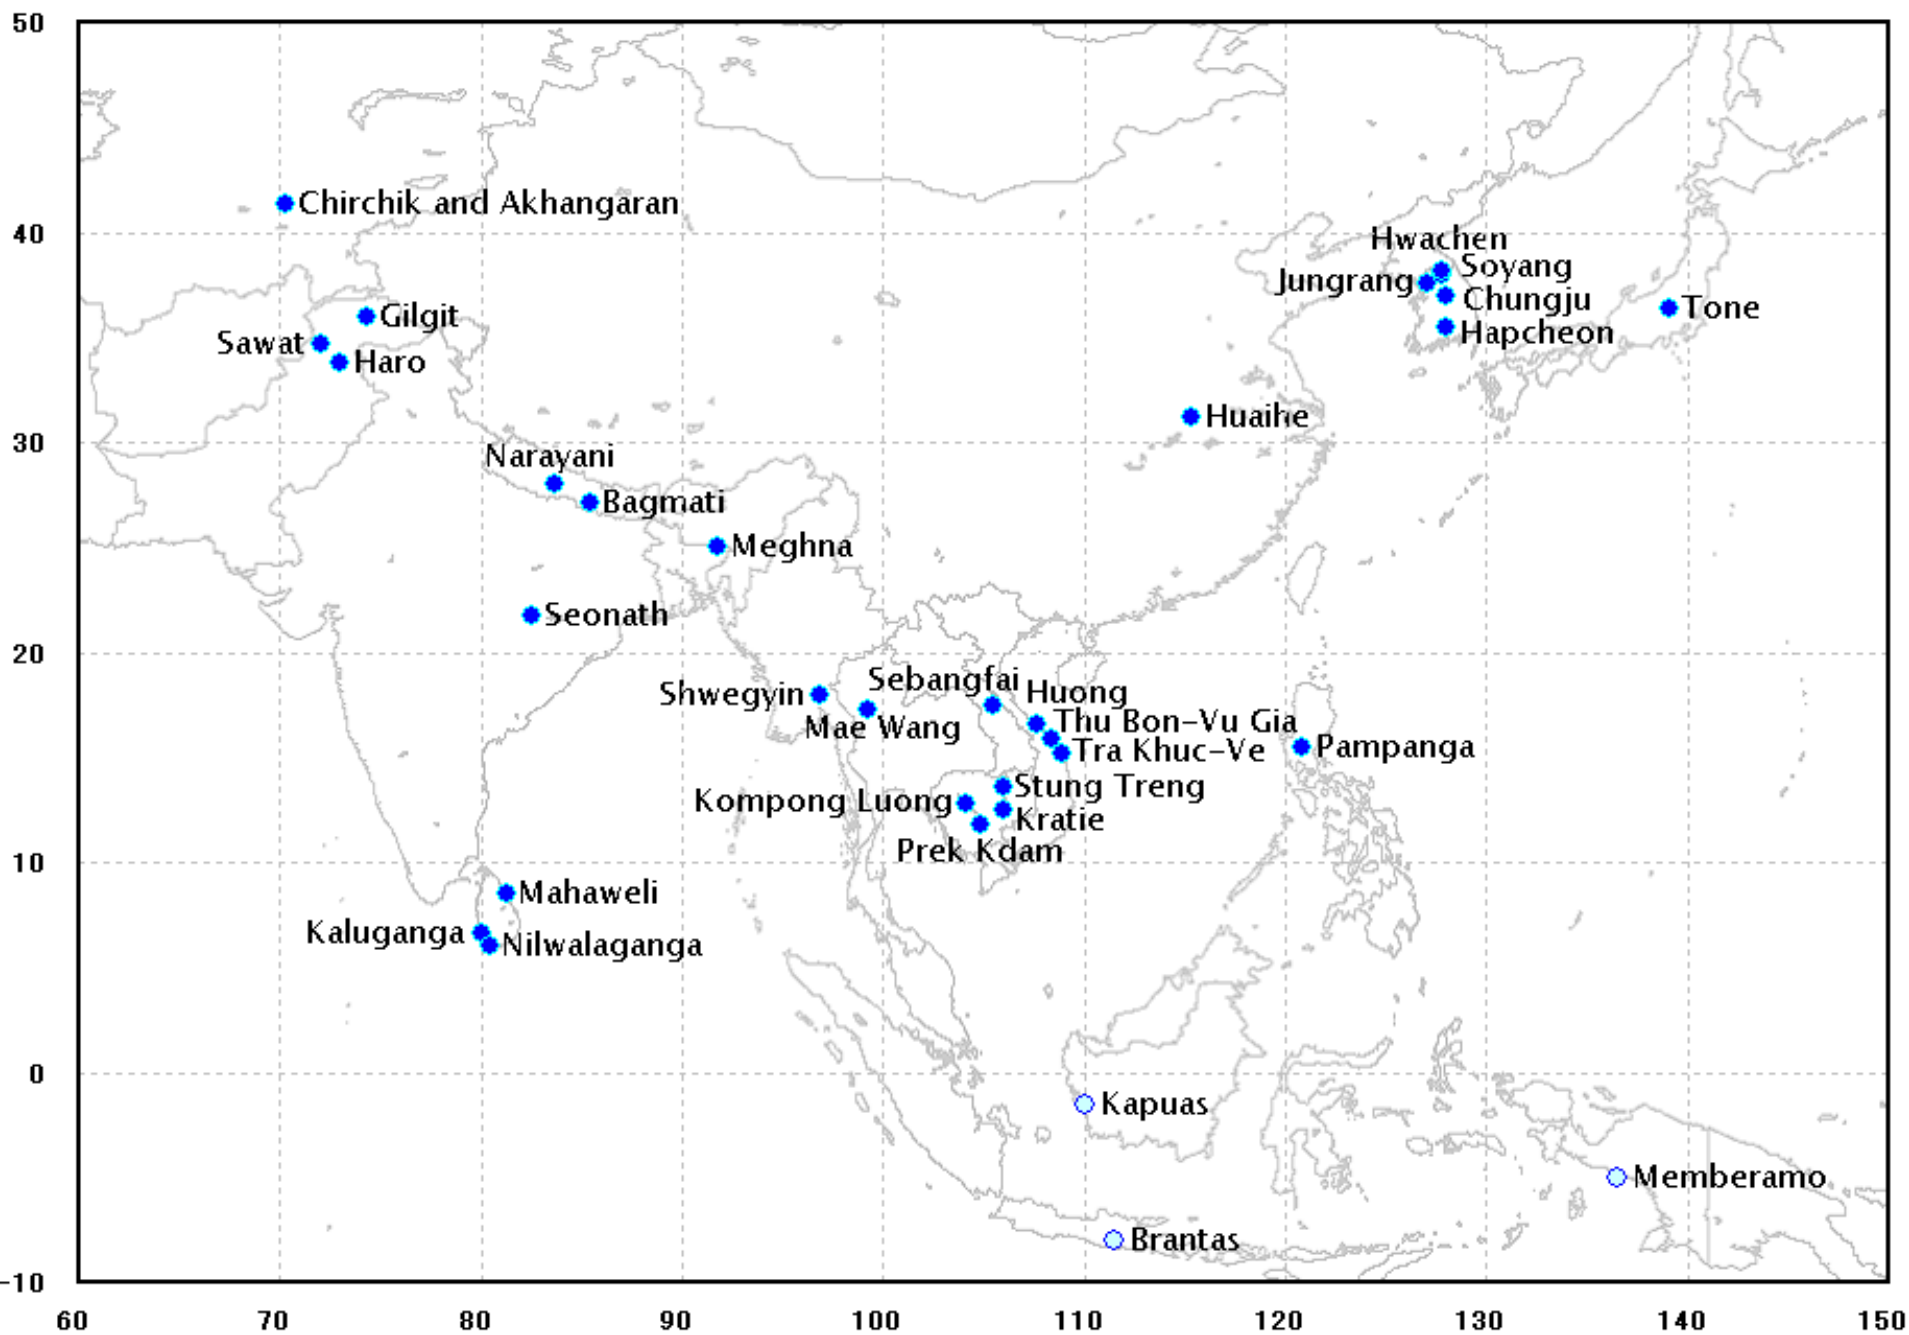 50
Chirchik and Akhangaran
40
Hwachen
Soyang
Jungrang
Chungju
Tone
Gilgit
Hapcheon
Sawat
Haro
Huaihe
30
Narayani
Bagmati
Meghna
Seonath
20
Sebangfai
Huong
Shwegyin
Thu Bon-Vu Gia
Mae Wang
Tra Khuc-Ve
Pampanga
Stung Treng
Kompong Luong
Kratie
Prek Kdam
10
Mahaweli
Kaluganga
Nilwalaganga
0
Kapuas
Memberamo
Brantas
-10
60 70 80 90 100 110 120 130 140 150